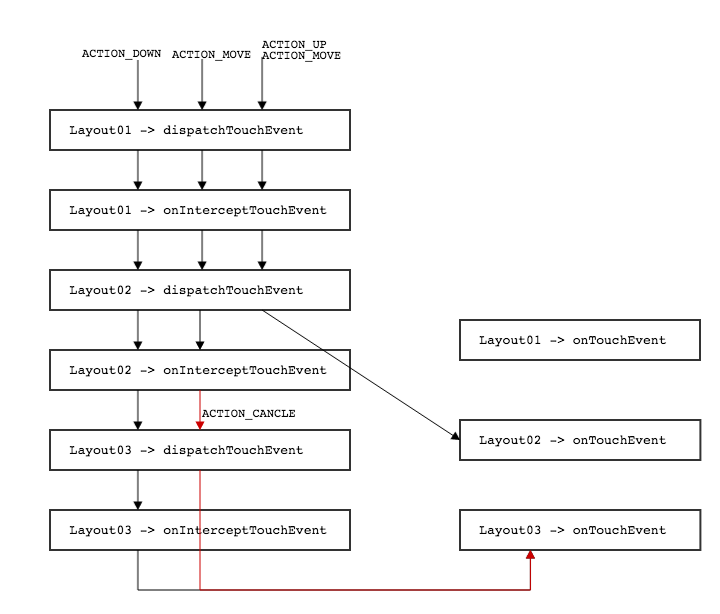 ACTION_DOWN
ACTION_MOVE
ACTION_UP
ACTION_MOVE
Layout01 -> dispatchTouchEvent
Layout01 -> onInterceptTouchEvent
Layout02 -> dispatchTouchEvent
Layout01 -> onTouchEvent
Layout02 -> onInterceptTouchEvent
ACTION_CANCLE
Layout03 -> dispatchTouchEvent
Layout02 -> onTouchEvent
Layout03 -> onInterceptTouchEvent
Layout03 -> onTouchEvent